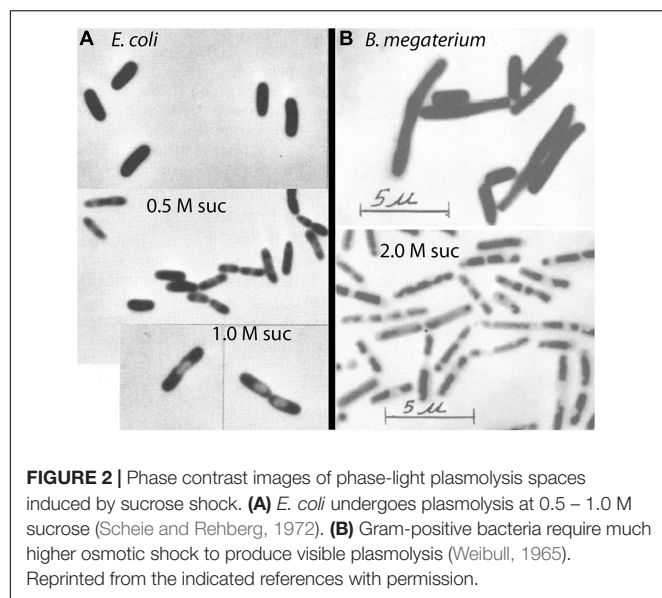 A E. coli
B B. megaterium
0.5 M suc
5 µ
2.0 M suc
1.0 M suc
5 µ
FIGURE 2 | Phase contrast images of phase-light plasmolysis spaces
induced by sucrose shock. (A) E. coli undergoes plasmolysis at 0.5 – 1.0 M
sucrose (Scheie and Rehberg, 1972). (B) Gram-positive bacteria require much
higher osmotic shock to produce visible plasmolysis (Weibull, 1965).
Reprinted from the indicated references with permission.